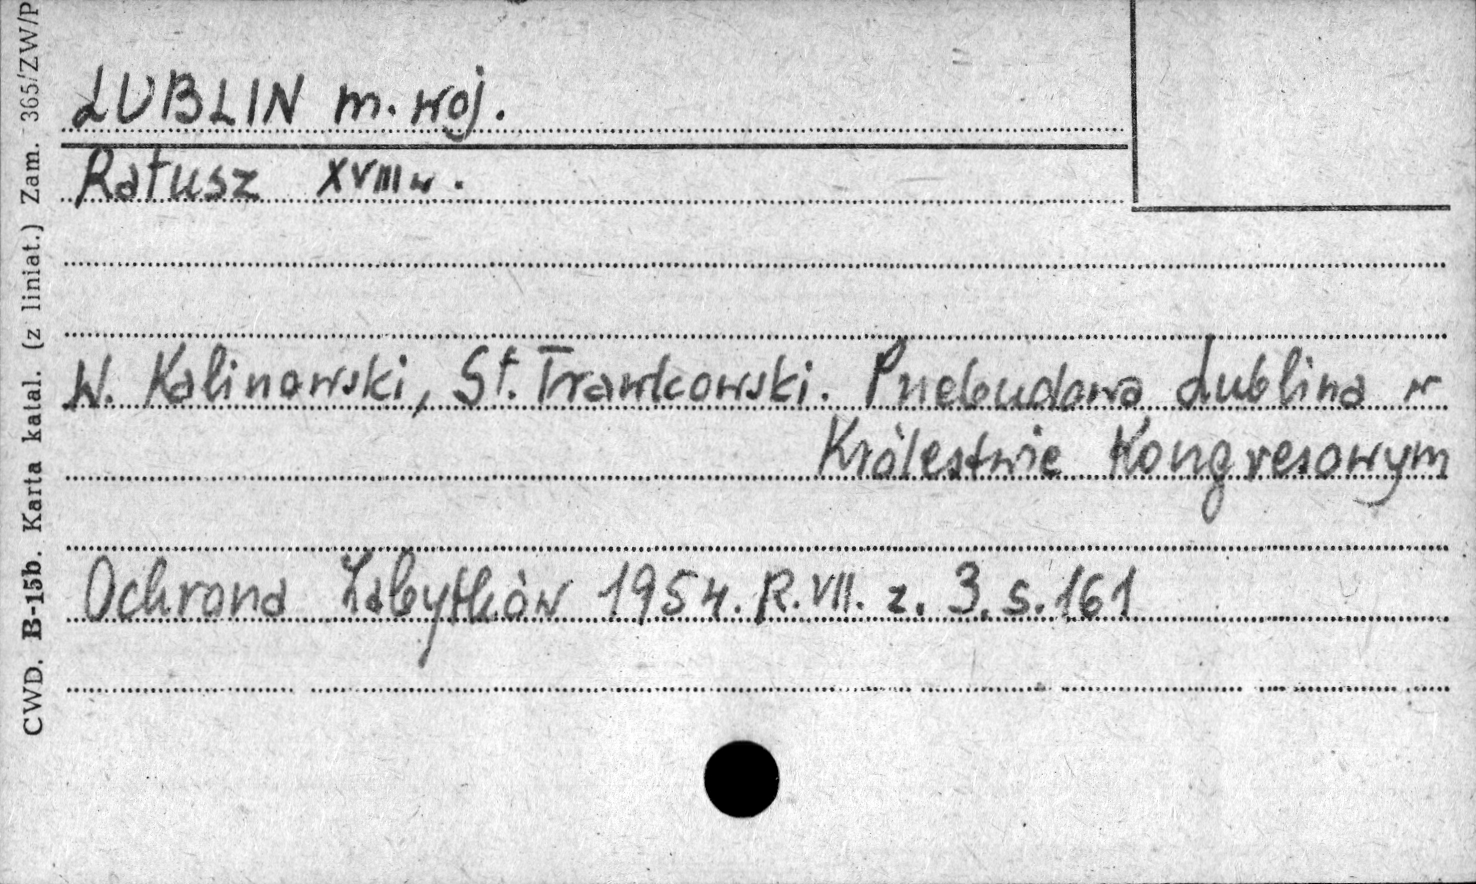 LUBLIN m. woj.
Ratusz XVIII w.
W. Kalinowski, St. Trawkowski. Przebudowa Lublina w
Królestwie Kongresowym
Ochrona Zabytków 1954. R. VII. z. 3. s. 161
CWD. B-15b. Karta katal. (z liniat.) Zam. 365/ZW/P